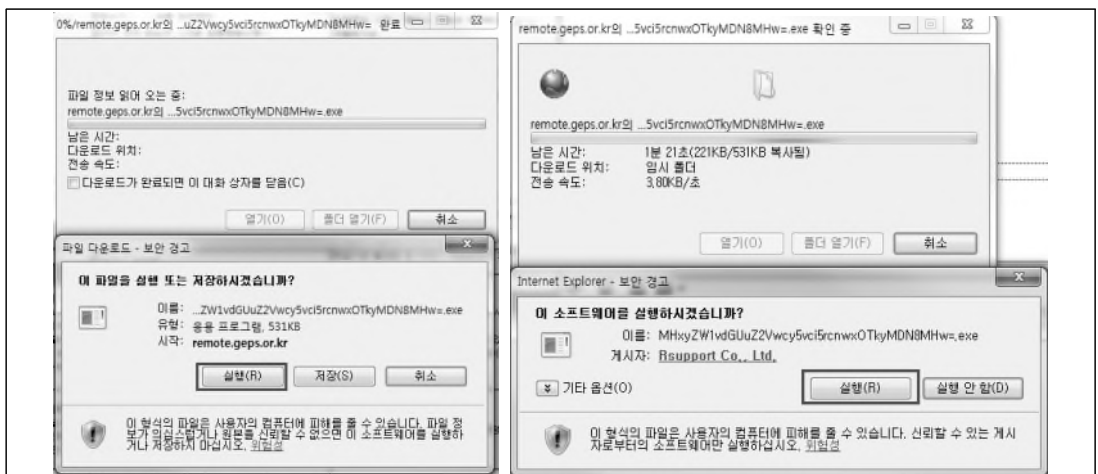 0%/remote.geps.or.kr의 ...uZ2Vwcy5vci5rcnwxOTkyMDN8MHw= 완료
파일 정보 읽어 오는 중:
remote.geps.or.kr의 ...5vci5rcnwxOTkyMDN8MHw=.exe
남은 시간:
다운로드 위치:
전송 속도:
다운로드가 완료되면 이 대화 상자를 닫음(C)
열기(O) 폴더 열기(F) 취소
파일 다운로드 - 보안 경고
이 파일을 실행 또는 저장하시겠습니까?
이름: ...ZW1vdGUuZ2Vwcy5vci5rcnwxOTkyMDN8MHw=.exe
유형: 응용 프로그램, 531KB
시작: remote.geps.or.kr
실행(R) 저장(S) 취소
이 형식의 파일은 사용자의 컴퓨터에 피해를 줄 수 있습니다. 파일 정
보가 의심스럽거나 원본을 신뢰할 수 없으면 이 소프트웨어를 실행하
거나 저장하지 마십시오. 위험성
remote.geps.or.kr의 ...5vci5rcnwxOTkyMDN8MHw=.exe 확인 중
remote.geps.or.kr의 ...5vci5rcnwxOTkyMDN8MHw=.exe
남은 시간: 1분 21초(221KB/531KB 복사됨)
다운로드 위치: 임시 폴더
전송 속도: 3.80KB/초
열기(O) 폴더 열기(F) 취소
Internet Explorer - 보안 경고
이 소프트웨어를 실행하시겠습니까?
이름: MHxyZW1vdGUuZ2Vwcy5vci5rcnwxOTkyMDN8MHw=.exe
게시자: Rsupport Co., Ltd.
기타 옵션(O) 실행(R) 실행 안 함(D)
이 형식의 파일은 사용자의 컴퓨터에 피해를 줄 수 있습니다. 신뢰할 수 있는 게시
자로부터의 소프트웨어만 실행하십시오. 위험성